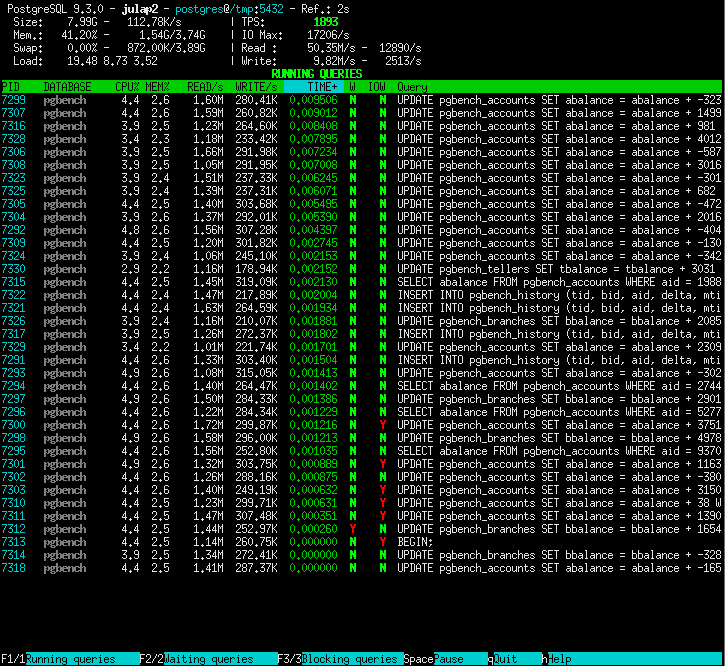 PostgreSQL 9.3.0 - julap2 - postgres@/tmp:5432 - Ref.: 2s
Size: 7.99G - 112.78K/s | TPS: 1893
Mem.: 41.20% - 1.54G/3.74G | IO Max: 17206/s
Swap: 0.00% - 872.00K/3.89G | Read : 50.35M/s - 12890/s
Load: 19.48 8.73 3.52 | Write: 9.82M/s - 2513/s
RUNNING QUERIES
PID DATABASE CPU% MEM% READ/s WRITE/s TIME+ W IOW Query
7299 pgbench 4.4 2.6 1.60M 280.41K 0.009506 N N UPDATE pgbench_accounts SET abalance = abalance + -323
7307 pgbench 4.4 2.6 1.59M 260.82K 0.009012 N N UPDATE pgbench_accounts SET abalance = abalance + 1499
7316 pgbench 3.9 2.5 1.23M 264.60K 0.008408 N N UPDATE pgbench_accounts SET abalance = abalance + 981
7328 pgbench 3.4 2.3 1.18M 233.42K 0.007895 N N UPDATE pgbench_accounts SET abalance = abalance + 4012
7306 pgbench 3.9 2.5 1.66M 291.98K 0.007234 N N UPDATE pgbench_accounts SET abalance = abalance + -587
7308 pgbench 3.9 2.5 1.05M 291.95K 0.007008 N N UPDATE pgbench_accounts SET abalance = abalance + 3016
7323 pgbench 3.9 2.4 1.51M 237.33K 0.006245 N N UPDATE pgbench_accounts SET abalance = abalance + -301
7325 pgbench 3.9 2.4 1.39M 237.31K 0.006071 N N UPDATE pgbench_accounts SET abalance = abalance + 682
7305 pgbench 4.4 2.6 1.40M 303.68K 0.005495 N N UPDATE pgbench_accounts SET abalance = abalance + -472
7304 pgbench 3.9 2.6 1.37M 292.01K 0.005390 N N UPDATE pgbench_accounts SET abalance = abalance + 2016
7292 pgbench 4.8 2.6 1.56M 307.28K 0.004397 N N UPDATE pgbench_accounts SET abalance = abalance + -404
7309 pgbench 4.4 2.5 1.20M 301.82K 0.002745 N N UPDATE pgbench_accounts SET abalance = abalance + -130
7324 pgbench 3.9 2.4 1.06M 245.10K 0.002153 N N UPDATE pgbench_accounts SET abalance = abalance + -342
7330 pgbench 2.9 2.2 1.16M 178.94K 0.002152 N N UPDATE pgbench_tellers SET tbalance = tbalance + 3031
7315 pgbench 4.4 2.5 1.45M 319.09K 0.002130 N N SELECT abalance FROM pgbench_accounts WHERE aid = 1988
7322 pgbench 4.4 2.4 1.47M 217.89K 0.002004 N N INSERT INTO pgbench_history (tid, bid, aid, delta, mti
7321 pgbench 4.4 2.4 1.63M 264.59K 0.001934 N N INSERT INTO pgbench_history (tid, bid, aid, delta, mti
7326 pgbench 3.9 2.4 1.16M 210.07K 0.001881 N N UPDATE pgbench_branches SET bbalance = bbalance + 2085
7317 pgbench 3.9 2.5 1.26M 272.37K 0.001802 N N INSERT INTO pgbench_history (tid, bid, aid, delta, mti
7329 pgbench 3.4 2.2 1.01M 221.74K 0.001701 N N UPDATE pgbench_accounts SET abalance = abalance + 2309
7291 pgbench 4.4 2.6 1.33M 303.40K 0.001504 N N INSERT INTO pgbench_history (tid, bid, aid, delta, mti
7293 pgbench 4.9 2.6 1.08M 315.05K 0.001413 N N UPDATE pgbench_accounts SET abalance = abalance + -302
7294 pgbench 4.4 2.6 1.40M 264.47K 0.001402 N N SELECT abalance FROM pgbench_accounts WHERE aid = 2744
7297 pgbench 4.9 2.6 1.50M 284.33K 0.001386 N N UPDATE pgbench_branches SET bbalance = bbalance + 2901
7296 pgbench 4.4 2.6 1.22M 284.34K 0.001229 N N SELECT abalance FROM pgbench_accounts WHERE aid = 5277
7300 pgbench 4.4 2.6 1.72M 299.87K 0.001216 N Y UPDATE pgbench_accounts SET abalance = abalance + 3751
7298 pgbench 4.9 2.6 1.58M 296.00K 0.001213 N N UPDATE pgbench_branches SET bbalance = bbalance + 4978
7295 pgbench 4.4 2.6 1.56M 252.80K 0.001035 N N SELECT abalance FROM pgbench_accounts WHERE aid = 9370
7301 pgbench 4.9 2.6 1.32M 303.75K 0.000889 N Y UPDATE pgbench_accounts SET abalance = abalance + 1163
7302 pgbench 4.4 2.6 1.26M 288.16K 0.000875 N N UPDATE pgbench_accounts SET abalance = abalance + -380
7303 pgbench 4.4 2.6 1.40M 249.19K 0.000632 N Y UPDATE pgbench_accounts SET abalance = abalance + 3150
7310 pgbench 4.4 2.5 1.23M 299.71K 0.000631 N Y UPDATE pgbench_accounts SET abalance = abalance + 38 W
7311 pgbench 4.4 2.5 1.47M 307.48K 0.000351 N Y UPDATE pgbench_accounts SET abalance = abalance + 1390
7312 pgbench 4.4 2.5 1.44M 252.97K 0.000260 Y N UPDATE pgbench_branches SET bbalance = bbalance + 1654
7313 pgbench 4.4 2.5 1.14M 260.75K 0.000000 N Y BEGIN;
7314 pgbench 3.9 2.5 1.34M 272.41K 0.000000 N N UPDATE pgbench_branches SET bbalance = bbalance + -328
7318 pgbench 4.4 2.5 1.41M 287.37K 0.000000 N N UPDATE pgbench_accounts SET abalance = abalance + -165
F1/1Running queries F2/2Waiting queries F3/3Blocking queries SpacePause qQuit hHelp